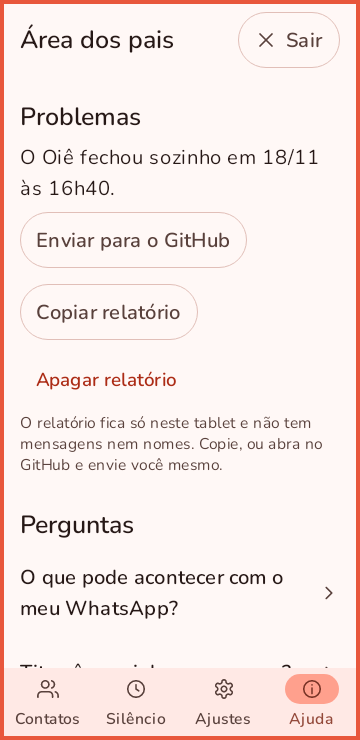 Área dos pais
Sair
Problemas
O Oiê fechou sozinho em 18/11
às 16h40.
Enviar para o GitHub
Copiar relatório
Apagar relatório
O relatório fica só neste tablet e não tem
mensagens nem nomes. Copie, ou abra no
GitHub e envie você mesmo.
Perguntas
O que pode acontecer com o
meu WhatsApp?
Contatos
Silêncio
Ajustes
Ajuda